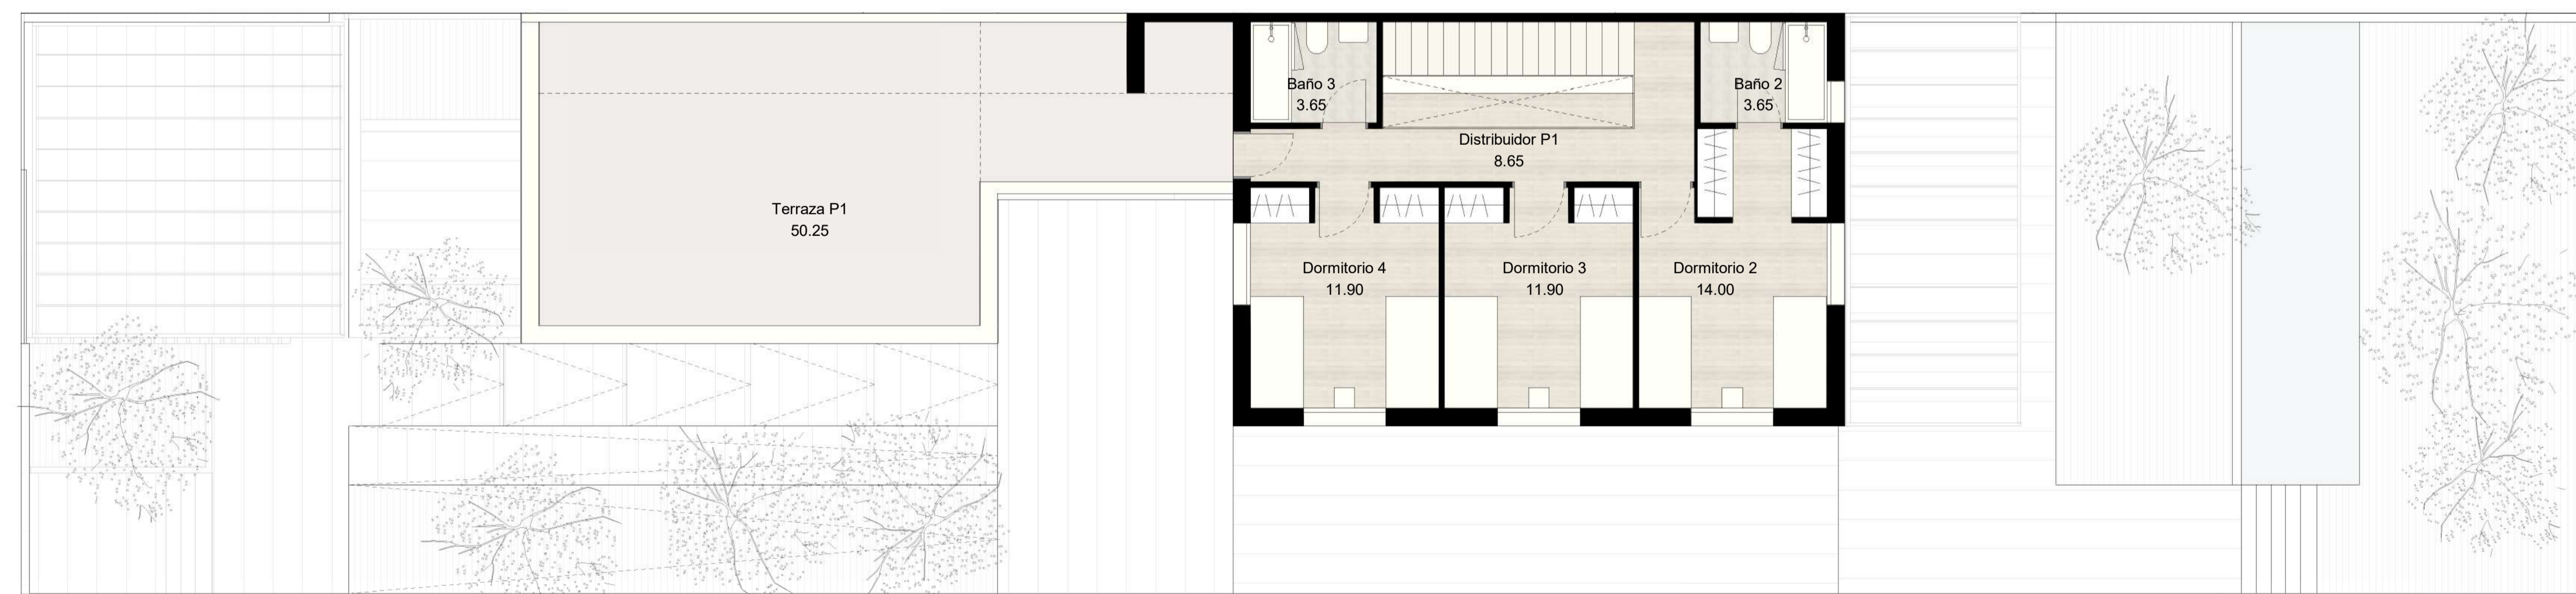 Baño 3
3.65
Baño 2
3.65
Distribuidor P1
8.65
Terraza P1
50.25
Dormitorio 4
11.90
Dormitorio 3
11.90
Dormitorio 2
14.00